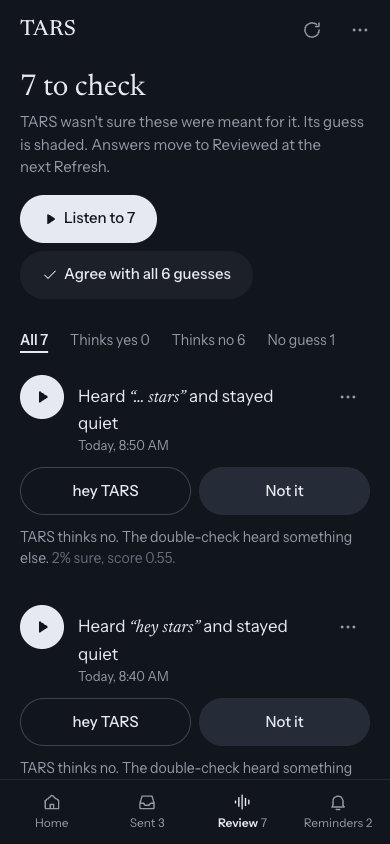 TARS
7 to check
TARS wasn't sure these were meant for it. Its guess
is shaded. Answers move to Reviewed at the
next Refresh.
Listen to 7
Agree with all 6 guesses
All 7 Thinks yes 0 Thinks no 6 No guess 1
Heard “... stars” and stayed
quiet
Today, 8:50 AM
hey TARS Not it
TARS thinks no. The double-check heard something
else. 2% sure, score 0.55.
Heard “hey stars” and stayed
quiet
Today, 8:40 AM
hey TARS Not it
TARS thinks no. The double-check heard something
Home Sent 3 Review 7 Reminders 2